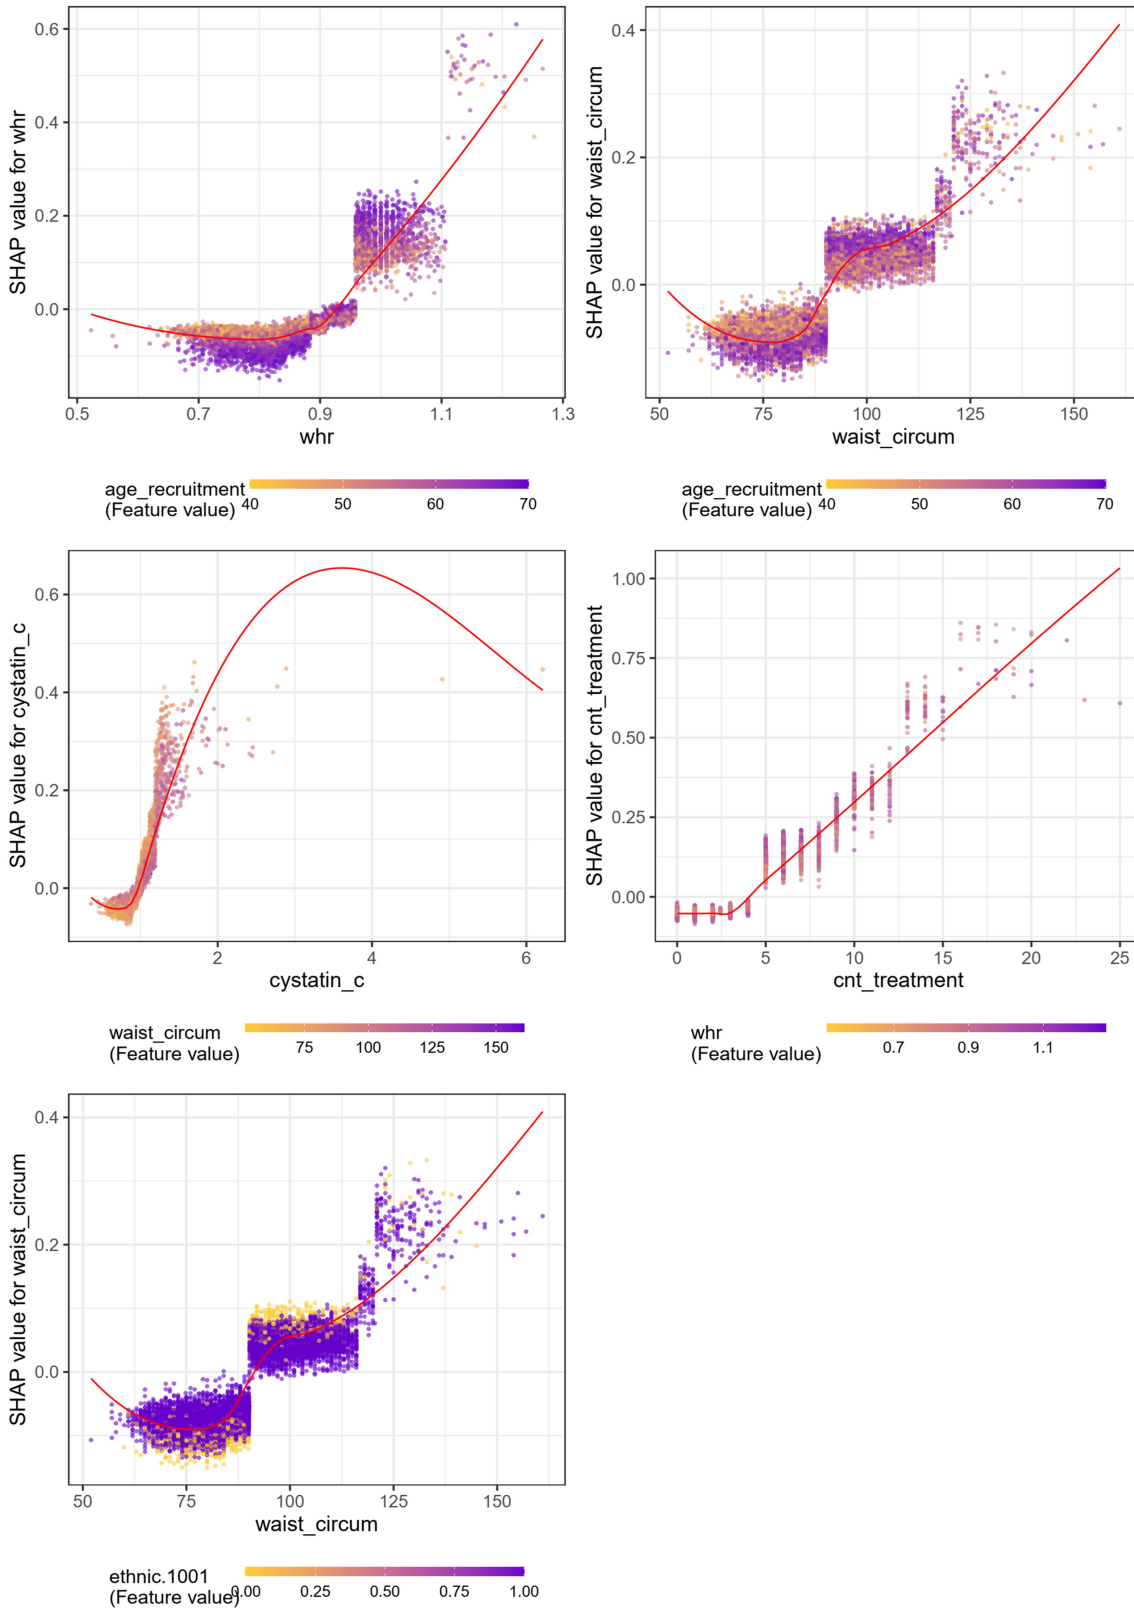 SHAP value for whr
0.6
0.4
0.2
0.0
0.5 0.7 0.9 1.1 1.3
whr
age_recruitment
(Feature value)
40 50 60 70
SHAP value for waist_circum
0.4
0.2
0.0
50 75 100 125 150
waist_circum
age_recruitment
(Feature value)
40 50 60 70
SHAP value for cystatin_c
0.6
0.4
0.2
0.0
2 4 6
cystatin_c
waist_circum
(Feature value)
75 100 125 150
SHAP value for cnt_treatment
1.00
0.75
0.50
0.25
0.00
0 5 10 15 20 25
cnt_treatment
whr
(Feature value)
0.7 0.9 1.1
SHAP value for waist_circum
0.4
0.2
0.0
50 75 100 125 150
waist_circum
ethnic.1001
(Feature value)
0.00 0.25 0.50 0.75 1.00